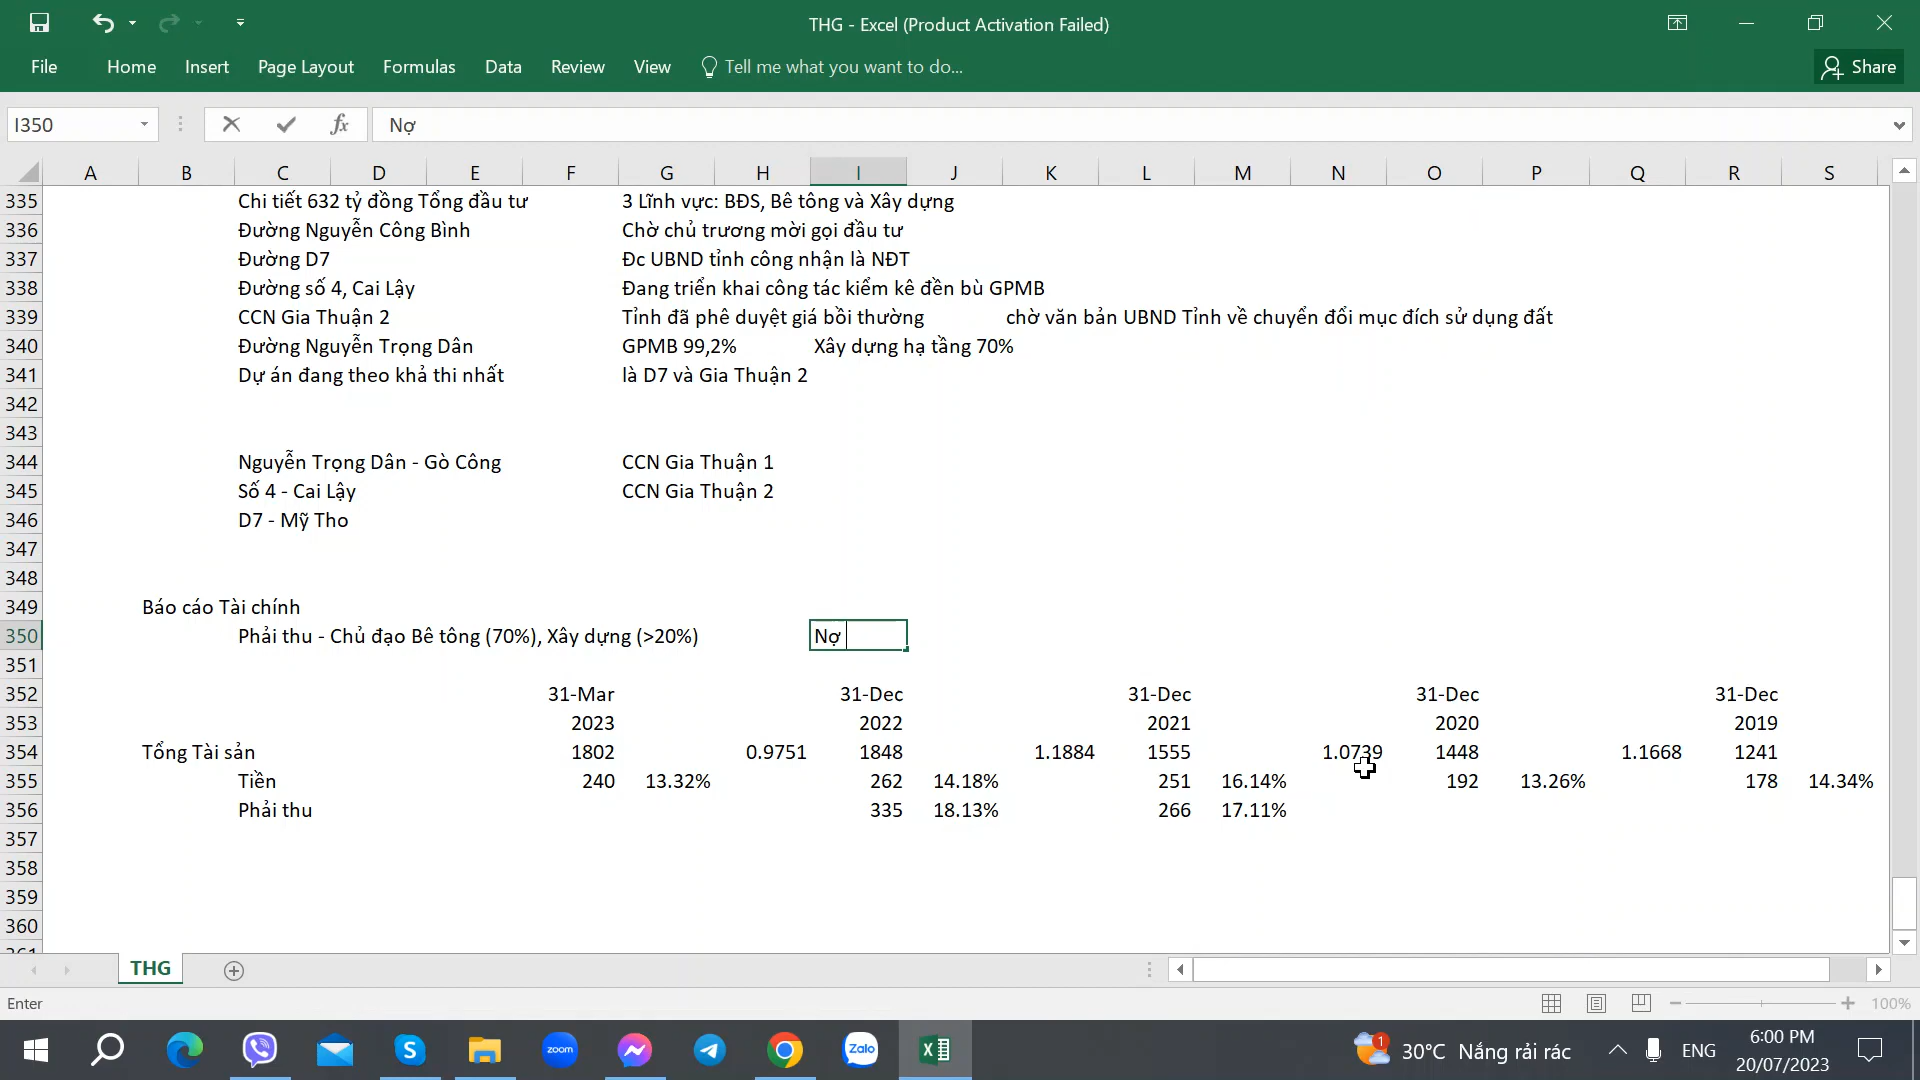 THG - Excel (Product Activation Failed)
File Home Insert Page Layout Formulas Data Review View Tell me what you want to do... Share
I350 fx Nợ
A B C D E F G H I J K L M N O P Q R S
335 Chi tiết 632 tỷ đồng Tổng đầu tư 3 Lĩnh vực: BĐS, Bê tông và Xây dựng
336 Đường Nguyễn Công Bình Chờ chủ trương mời gọi đầu tư
337 Đường D7 Đc UBND tỉnh công nhận là NĐT
338 Đường số 4, Cai Lậy Đang triển khai công tác kiểm kê đền bù GPMB
339 CCN Gia Thuận 2 Tỉnh đã phê duyệt giá bồi thường chờ văn bản UBND Tỉnh về chuyển đổi mục đích sử dụng đất
340 Đường Nguyễn Trọng Dân GPMB 99,2% Xây dựng hạ tầng 70%
341 Dự án đang theo khả thi nhất là D7 và Gia Thuận 2
342
343
344 Nguyễn Trọng Dân - Gò Công CCN Gia Thuận 1
345 Số 4 - Cai Lậy CCN Gia Thuận 2
346 D7 - Mỹ Tho
347
348
349 Báo cáo Tài chính
350 Phải thu - Chủ đạo Bê tông (70%), Xây dựng (>20%) Nợ
351
352 31-Mar 31-Dec 31-Dec 31-Dec 31-Dec
353 2023 2022 2021 2020 2019
354 Tổng Tài sản 1802 0.9751 1848 1.1884 1555 1.0739 1448 1.1668 1241
355 Tiền 240 13.32% 262 14.18% 251 16.14% 192 13.26% 178 14.34%
356 Phải thu 335 18.13% 266 17.11%
357
358
359
360
361
THG
Enter 100%
zoom Zalo 1 30°C Nắng rải rác ENG 6:00 PM
20/07/2023